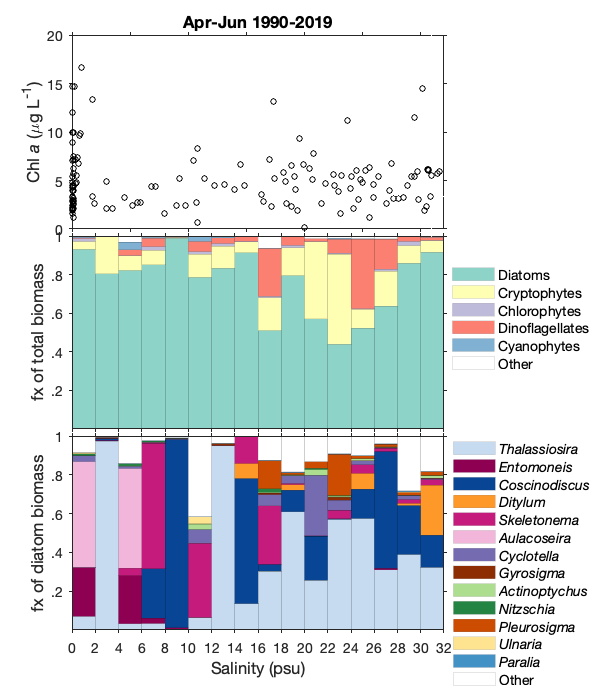 Apr-Jun 1990-2019
Chl a (μg L⁻¹)
20
15
10
5
0
fx of total biomass
1
.8
.6
.4
.2
Diatoms
Cryptophytes
Chlorophytes
Dinoflagellates
Cyanophytes
Other
fx of diatom biomass
1
.8
.6
.4
.2
Thalassiosira
Entomoneis
Coscinodiscus
Ditylum
Skeletonema
Aulacoseira
Cyclotella
Gyrosigma
Actinoptychus
Nitzschia
Pleurosigma
Ulnaria
Paralia
Other
0 2 4 6 8 10 12 14 16 18 20 22 24 26 28 30 32
Salinity (psu)